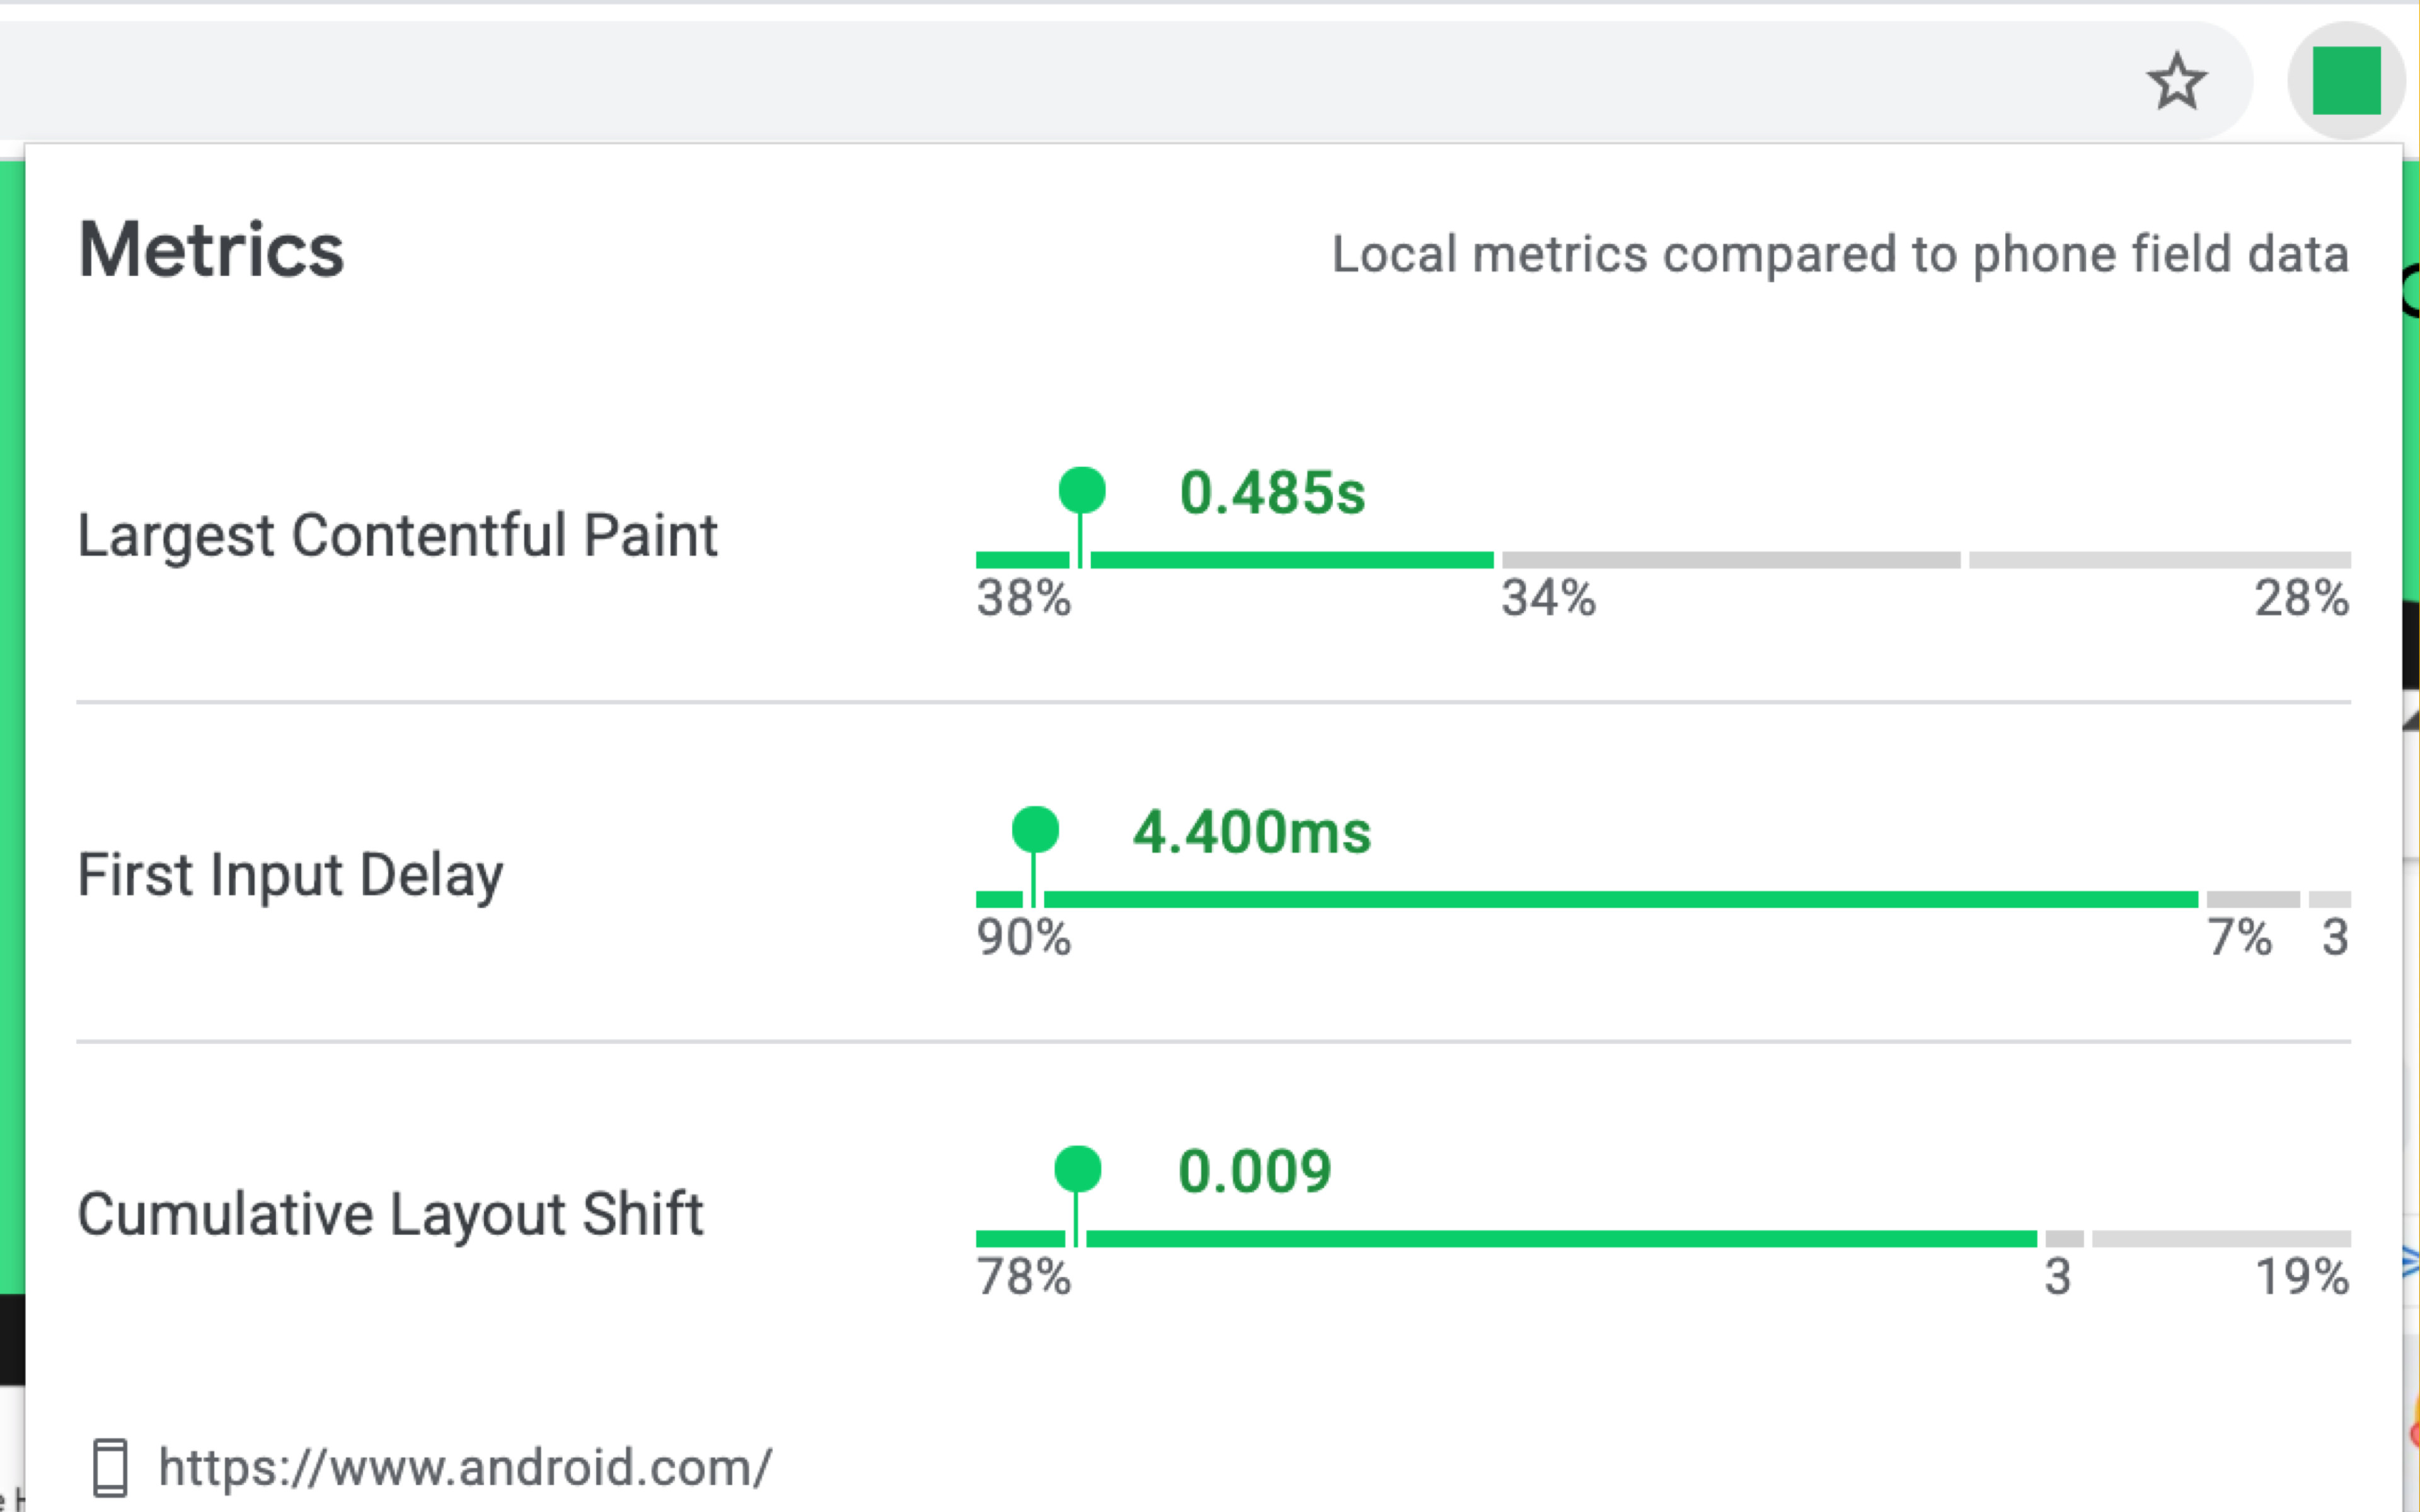 Metrics
Local metrics compared to phone field data
Largest Contentful Paint
0.485s
38% 34% 28%
First Input Delay
4.400ms
90% 7% 3
Cumulative Layout Shift
0.009
78% 3 19%
https://www.android.com/